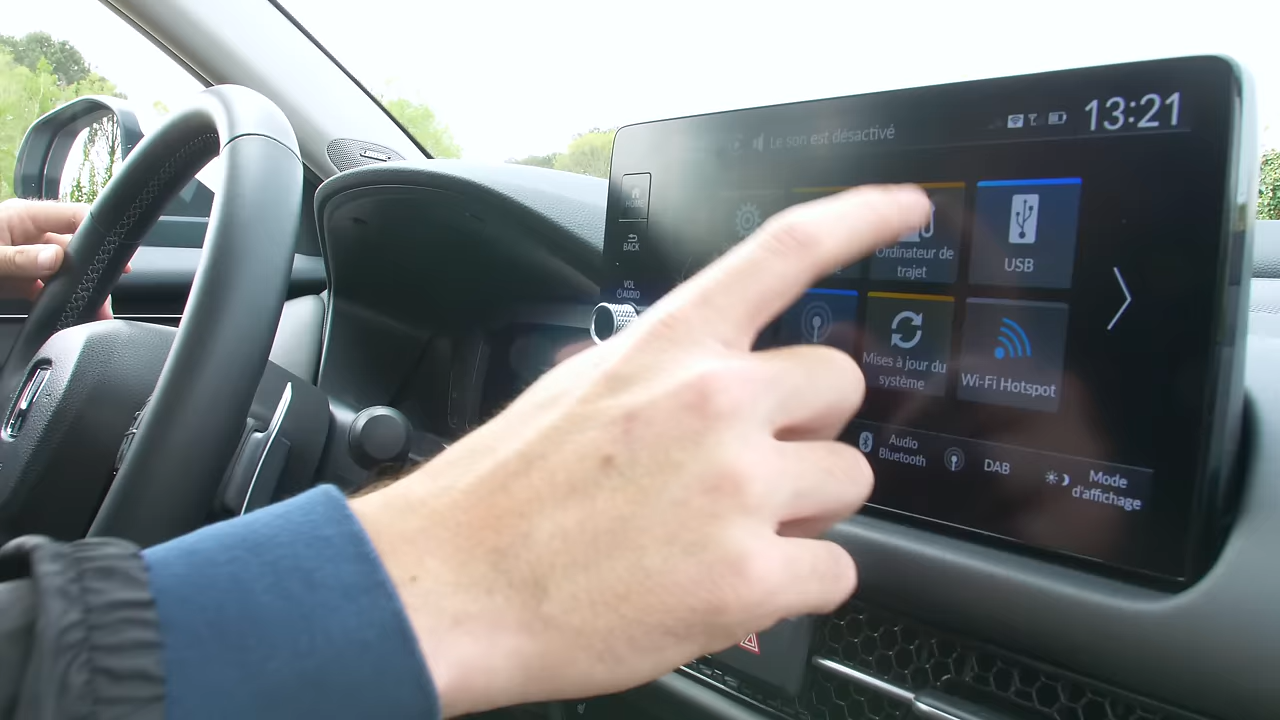 Le son est désactivé
13:21
HOME
BACK
VOL
AUDIO
Ordinateur de
trajet
USB
Mises à jour du
système
Wi-Fi Hotspot
Audio
Bluetooth
DAB
Mode
d'affichage